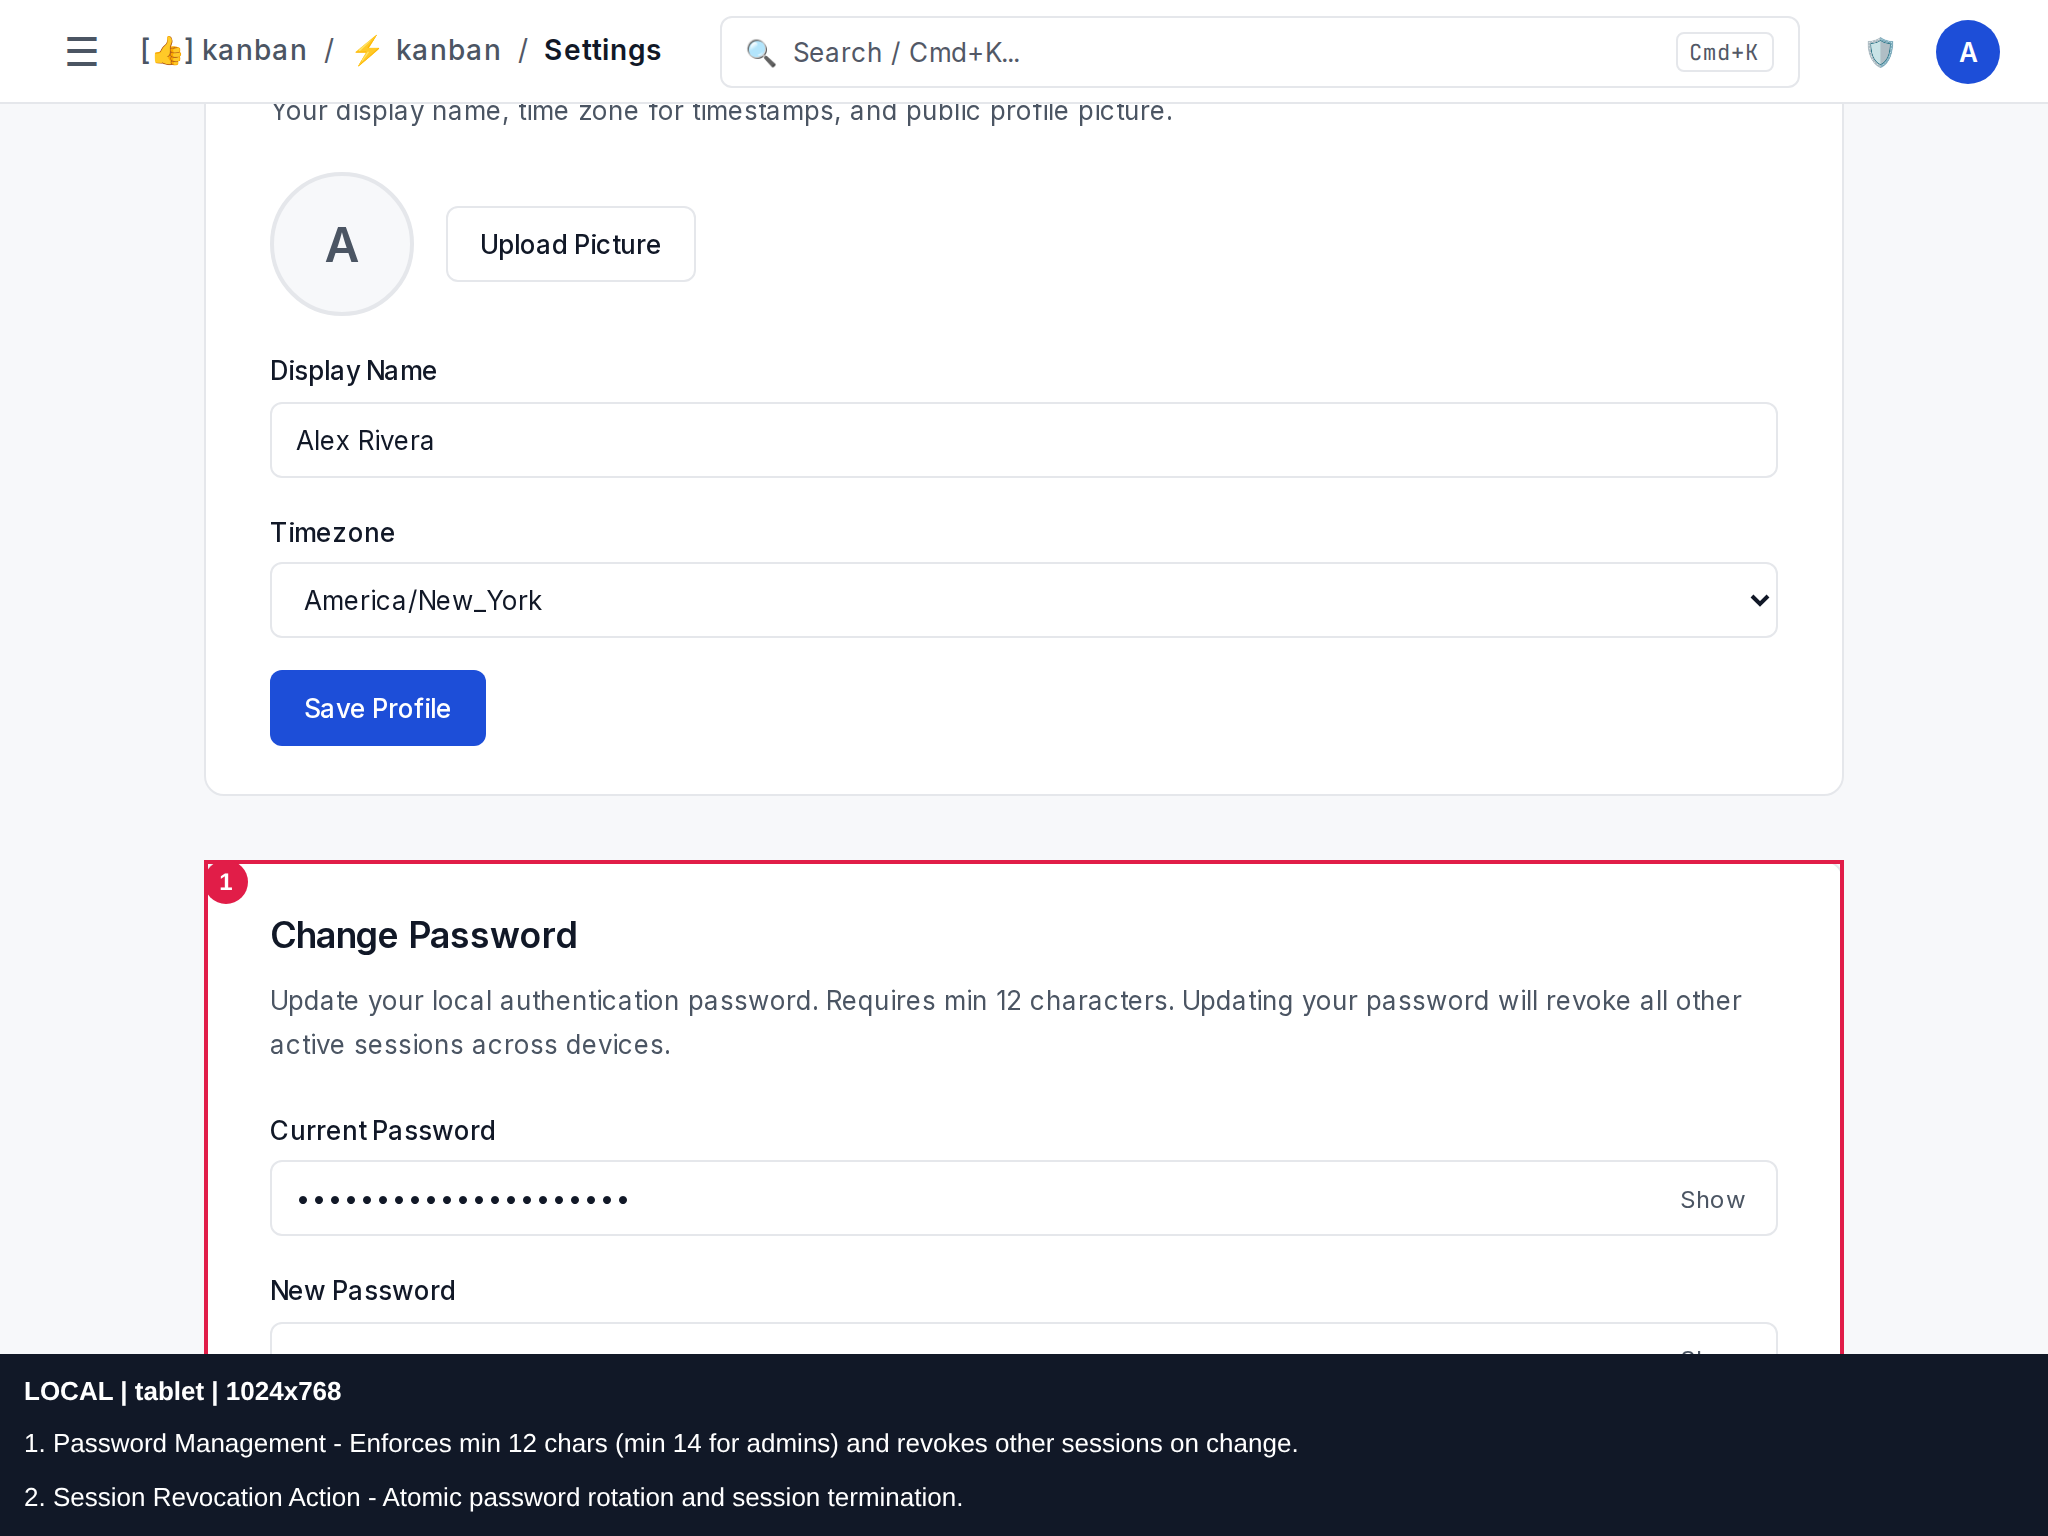 ☰ [👍] kanban / ⚡ kanban / Settings
🔍 Search / Cmd+K... Cmd+K
🛡️ A
Your display name, time zone for timestamps, and public profile picture.
A
Upload Picture
Display Name
Alex Rivera
Timezone
America/New_York
Save Profile
1
Change Password
Update your local authentication password. Requires min 12 characters. Updating your password will revoke all other
active sessions across devices.
Current Password
••••••••••••••••••••• Show
New Password
LOCAL | tablet | 1024x768
1. Password Management - Enforces min 12 chars (min 14 for admins) and revokes other sessions on change.
2. Session Revocation Action - Atomic password rotation and session termination.